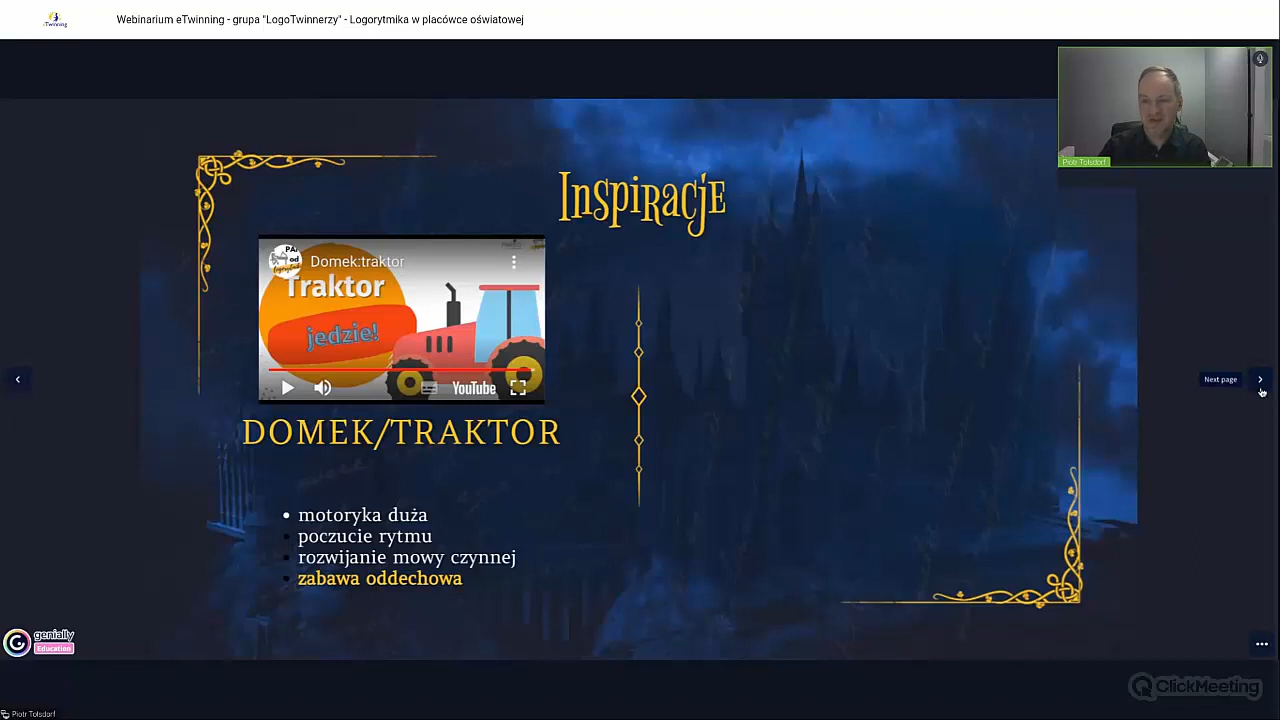 eTwinning
Webinarium eTwinning - grupa "LogoTwinnerzy" - Logorytmika w placówce oświatowej
Piotr Tolsdorf
Inspiracje
Domek:traktor
Traktor
jedzie!
YouTube
DOMEK/TRAKTOR
Next page
• motoryka duża
• poczucie rytmu
• rozwijanie mowy czynnej
• zabawa oddechowa
genially
Education
ClickMeeting
Piotr Tolsdorf